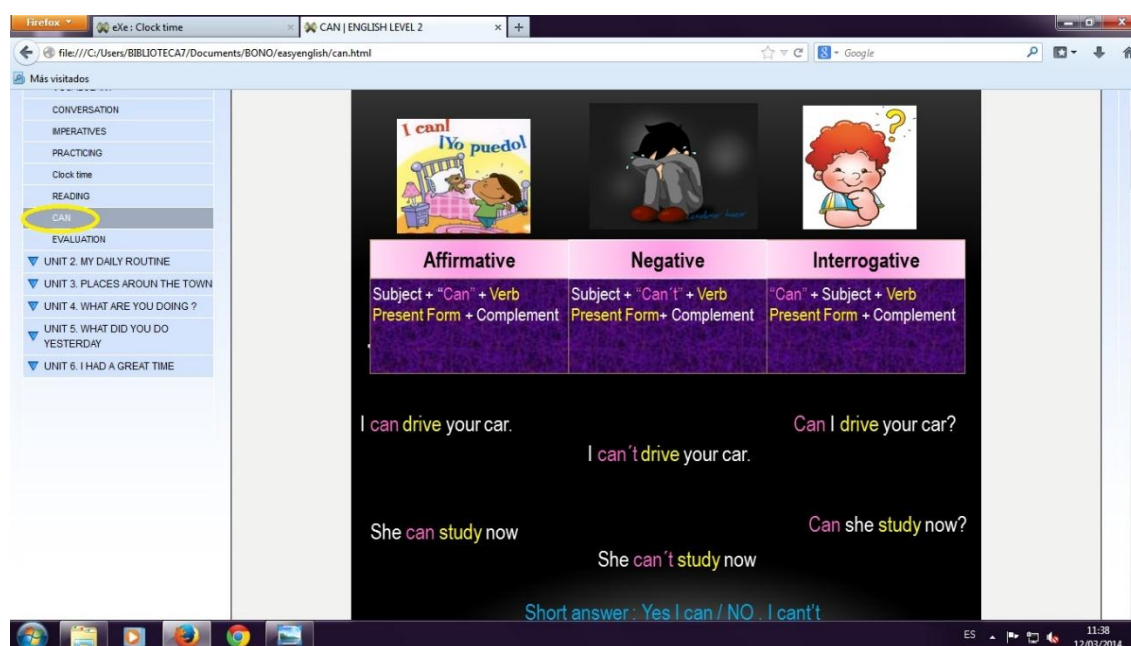 Firefox
eXe : Clock time
CAN | ENGLISH LEVEL 2
file:///C:/Users/BIBLIOTECA7/Documents/BONO/easyenglish/can.html
Google
Más visitados
CONVERSATION
IMPERATIVES
PRACTICING
Clock time
READING
CAN
EVALUATION
UNIT 2. MY DAILY ROUTINE
UNIT 3. PLACES AROUN THE TOWN
UNIT 4. WHAT ARE YOU DOING ?
UNIT 5. WHAT DID YOU DO
YESTERDAY
UNIT 6. I HAD A GREAT TIME
I can!
¡Yo puedo!
Affirmative
Negative
Interrogative
Subject + "Can" + Verb
Present Form + Complement
Subject + "Can´t" + Verb
Present Form+ Complement
"Can" + Subject + Verb
Present Form + Complement
I can drive your car.
I can´t drive your car.
Can I drive your car?
She can study now
She can´t study now
Can she study now?
Short answer : Yes I can / NO . I cant't
ES
11:38
12/03/2014